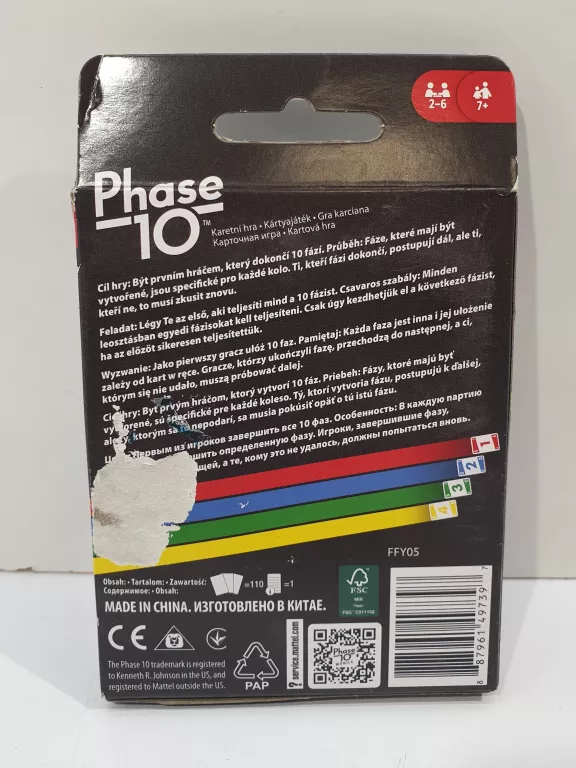 2-6
7+
Phase
10™
Karetní hra • Kártyajáték • Gra karciana
Карточная игра • Kartová hra
Cíl hry: Být prvním hráčem, který dokončí 10 fází. Průběh: Fáze, které mají být
vytvořené, jsou specifické pro každé kolo. Ti, kteří fázi dokončí, postupují dál, ale ti,
kteří ne, to musí zkusit znovu.
Feladat: Légy Te az első, aki teljesíti mind a 10 fázist. Csavaros szabály: Minden
leosztásban egyedi fázisokat kell teljesíteni. Csak úgy kezdhetjük el a következő fázist,
ha az előzőt sikeresen teljesítettük.
Wyzwanie: Jako pierwszy gracz ułóż 10 faz. Pamiętaj: Każda faza jest inna i jej ułożenie
zależy od kart w ręce. Gracze, którzy ukończyli fazę, przechodzą do następnej, a ci,
którym się nie udało, muszą próbować dalej.
Cieľ hry: Byť prvým hráčom, ktorý vytvorí 10 fáz. Priebeh: Fázy, ktoré majú byť
vytvorené, sú špecifické pre každé koleso. Tý, ktorí vytvoria fázu, postupujú k ďalšej,
ale tý, ktorým sa to nepodarí, sa musia pokúsiť opäť o tú istú fázu.
первым из игроков завершить все 10 фаз. Особенность: В каждую партию
завершить определенную фазу. Игроки, завершившие фазу,
а те, кому это не удалось, должны попытаться вновь.
1
2
3
4
FFY05
Obsah: • Tartalom: • Zawartość:
Содержимое: • Obsah:
=110
=1
MADE IN CHINA. ИЗГОТОВЛЕНО В КИТАЕ.
CE
The Phase 10 trademark is registered
to Kenneth R. Johnson in the US, and
registered to Mattel outside the US.
PAP
? service.mattel.com
Phase
10
FSC
MIX
8 87961 49739 7